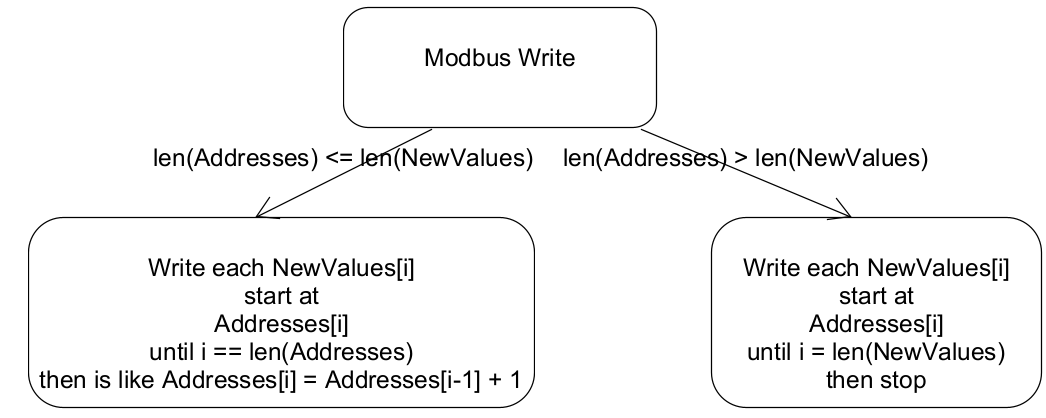 Modbus Write
len(Addresses) <= len(NewValues)
len(Addresses) > len(NewValues)
Write each NewValues[i]
start at
Addresses[i]
until i == len(Addresses)
then is like Addresses[i] = Addresses[i-1] + 1
Write each NewValues[i]
start at
Addresses[i]
until i = len(NewValues)
then stop